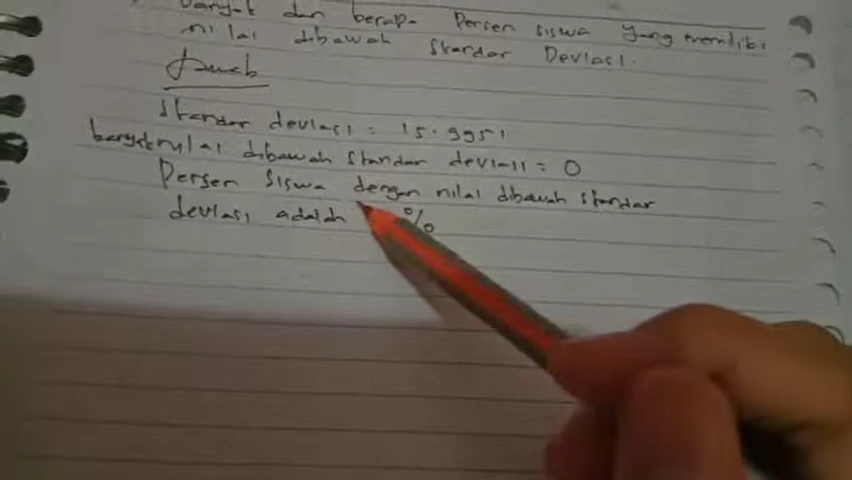 banyak dan berapa Persen siswa yang memiliki
nilai dibawah standar Deviasi.
Jawab
Standar deviasi = 15.9951
banyak nilai dibawah standar deviasi = 0
Persen siswa dengan nilai dibawah standar
deviasi adalah %